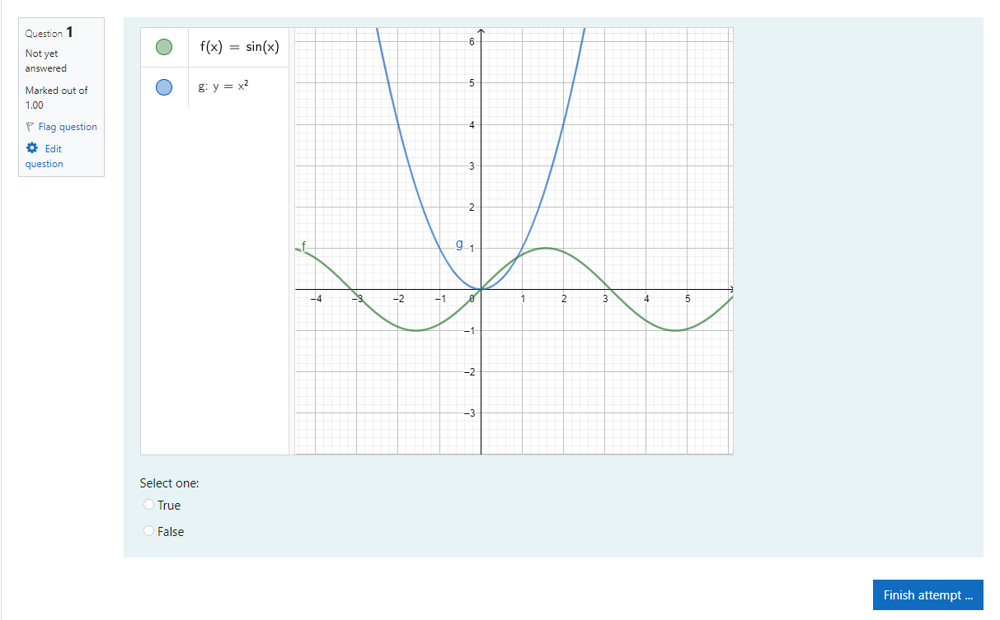 Question 1
Not yet
answered
Marked out of
1.00
Flag question
Edit
question
f(x) = sin(x)
g: y = x²
6
5
4
3
2
g 1
f
−4 −3 −2 −1 0 1 2 3 4 5
−1
−2
−3
Select one:
True
False
Finish attempt ...